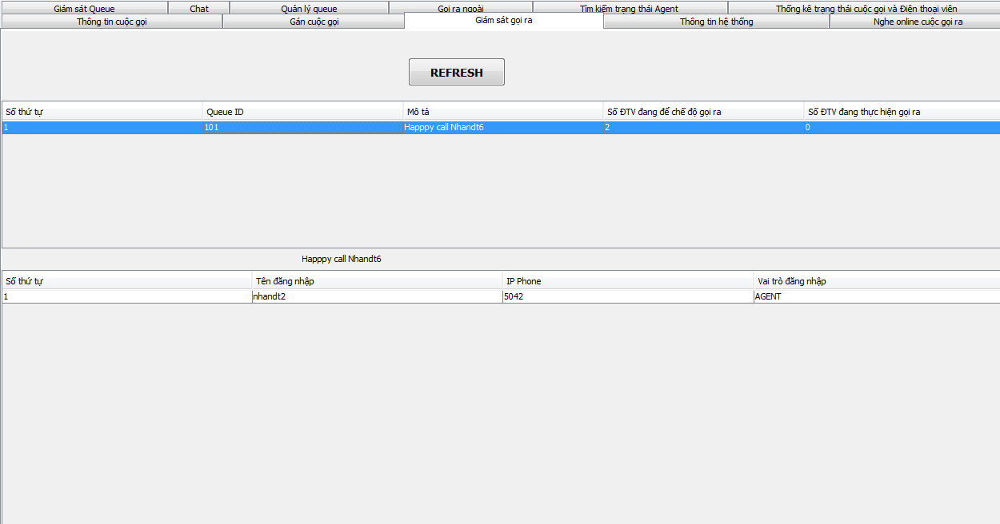 Giám sát Queue Chat Quản lý queue Gọi ra ngoài Tìm kiếm trạng thái Agent Thống kê trạng thái cuộc gọi và Điện thoại viên
Thông tin cuộc gọi Gán cuộc gọi Giám sát gọi ra Thông tin hệ thống Nghe online cuộc gọi ra
REFRESH
Số thứ tự Queue ID Mô tả Số ĐTV đang để chế độ gọi ra Số ĐTV đang thực hiện gọi ra
1 101 Happpy call Nhandt6 2 0
Happpy call Nhandt6
Số thứ tự Tên đăng nhập IP Phone Vai trò đăng nhập
1 nhandt2 5042 AGENT